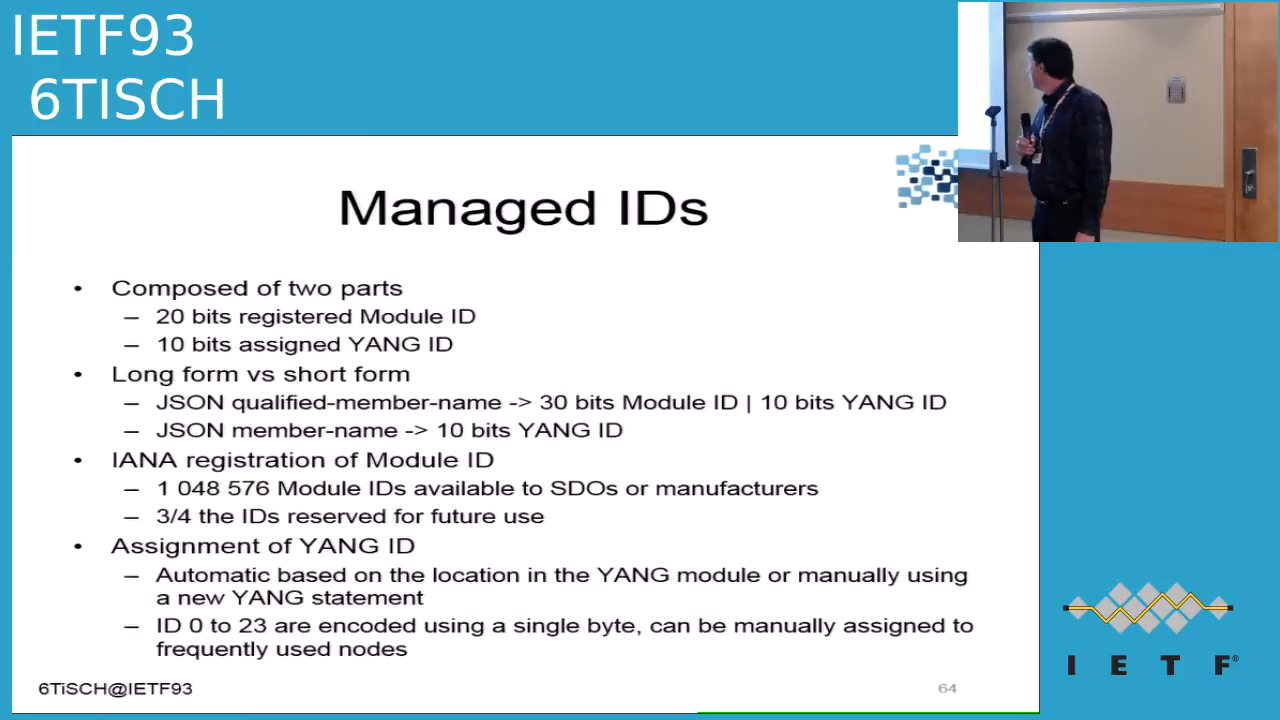 IETF93
6TISCH
Managed IDs
• Composed of two parts
– 20 bits registered Module ID
– 10 bits assigned YANG ID
• Long form vs short form
– JSON qualified-member-name -> 30 bits Module ID | 10 bits YANG ID
– JSON member-name -> 10 bits YANG ID
• IANA registration of Module ID
– 1 048 576 Module IDs available to SDOs or manufacturers
– 3/4 the IDs reserved for future use
• Assignment of YANG ID
– Automatic based on the location in the YANG module or manually using
a new YANG statement
– ID 0 to 23 are encoded using a single byte, can be manually assigned to
frequently used nodes
6TiSCH@IETF93
64
I E T F®